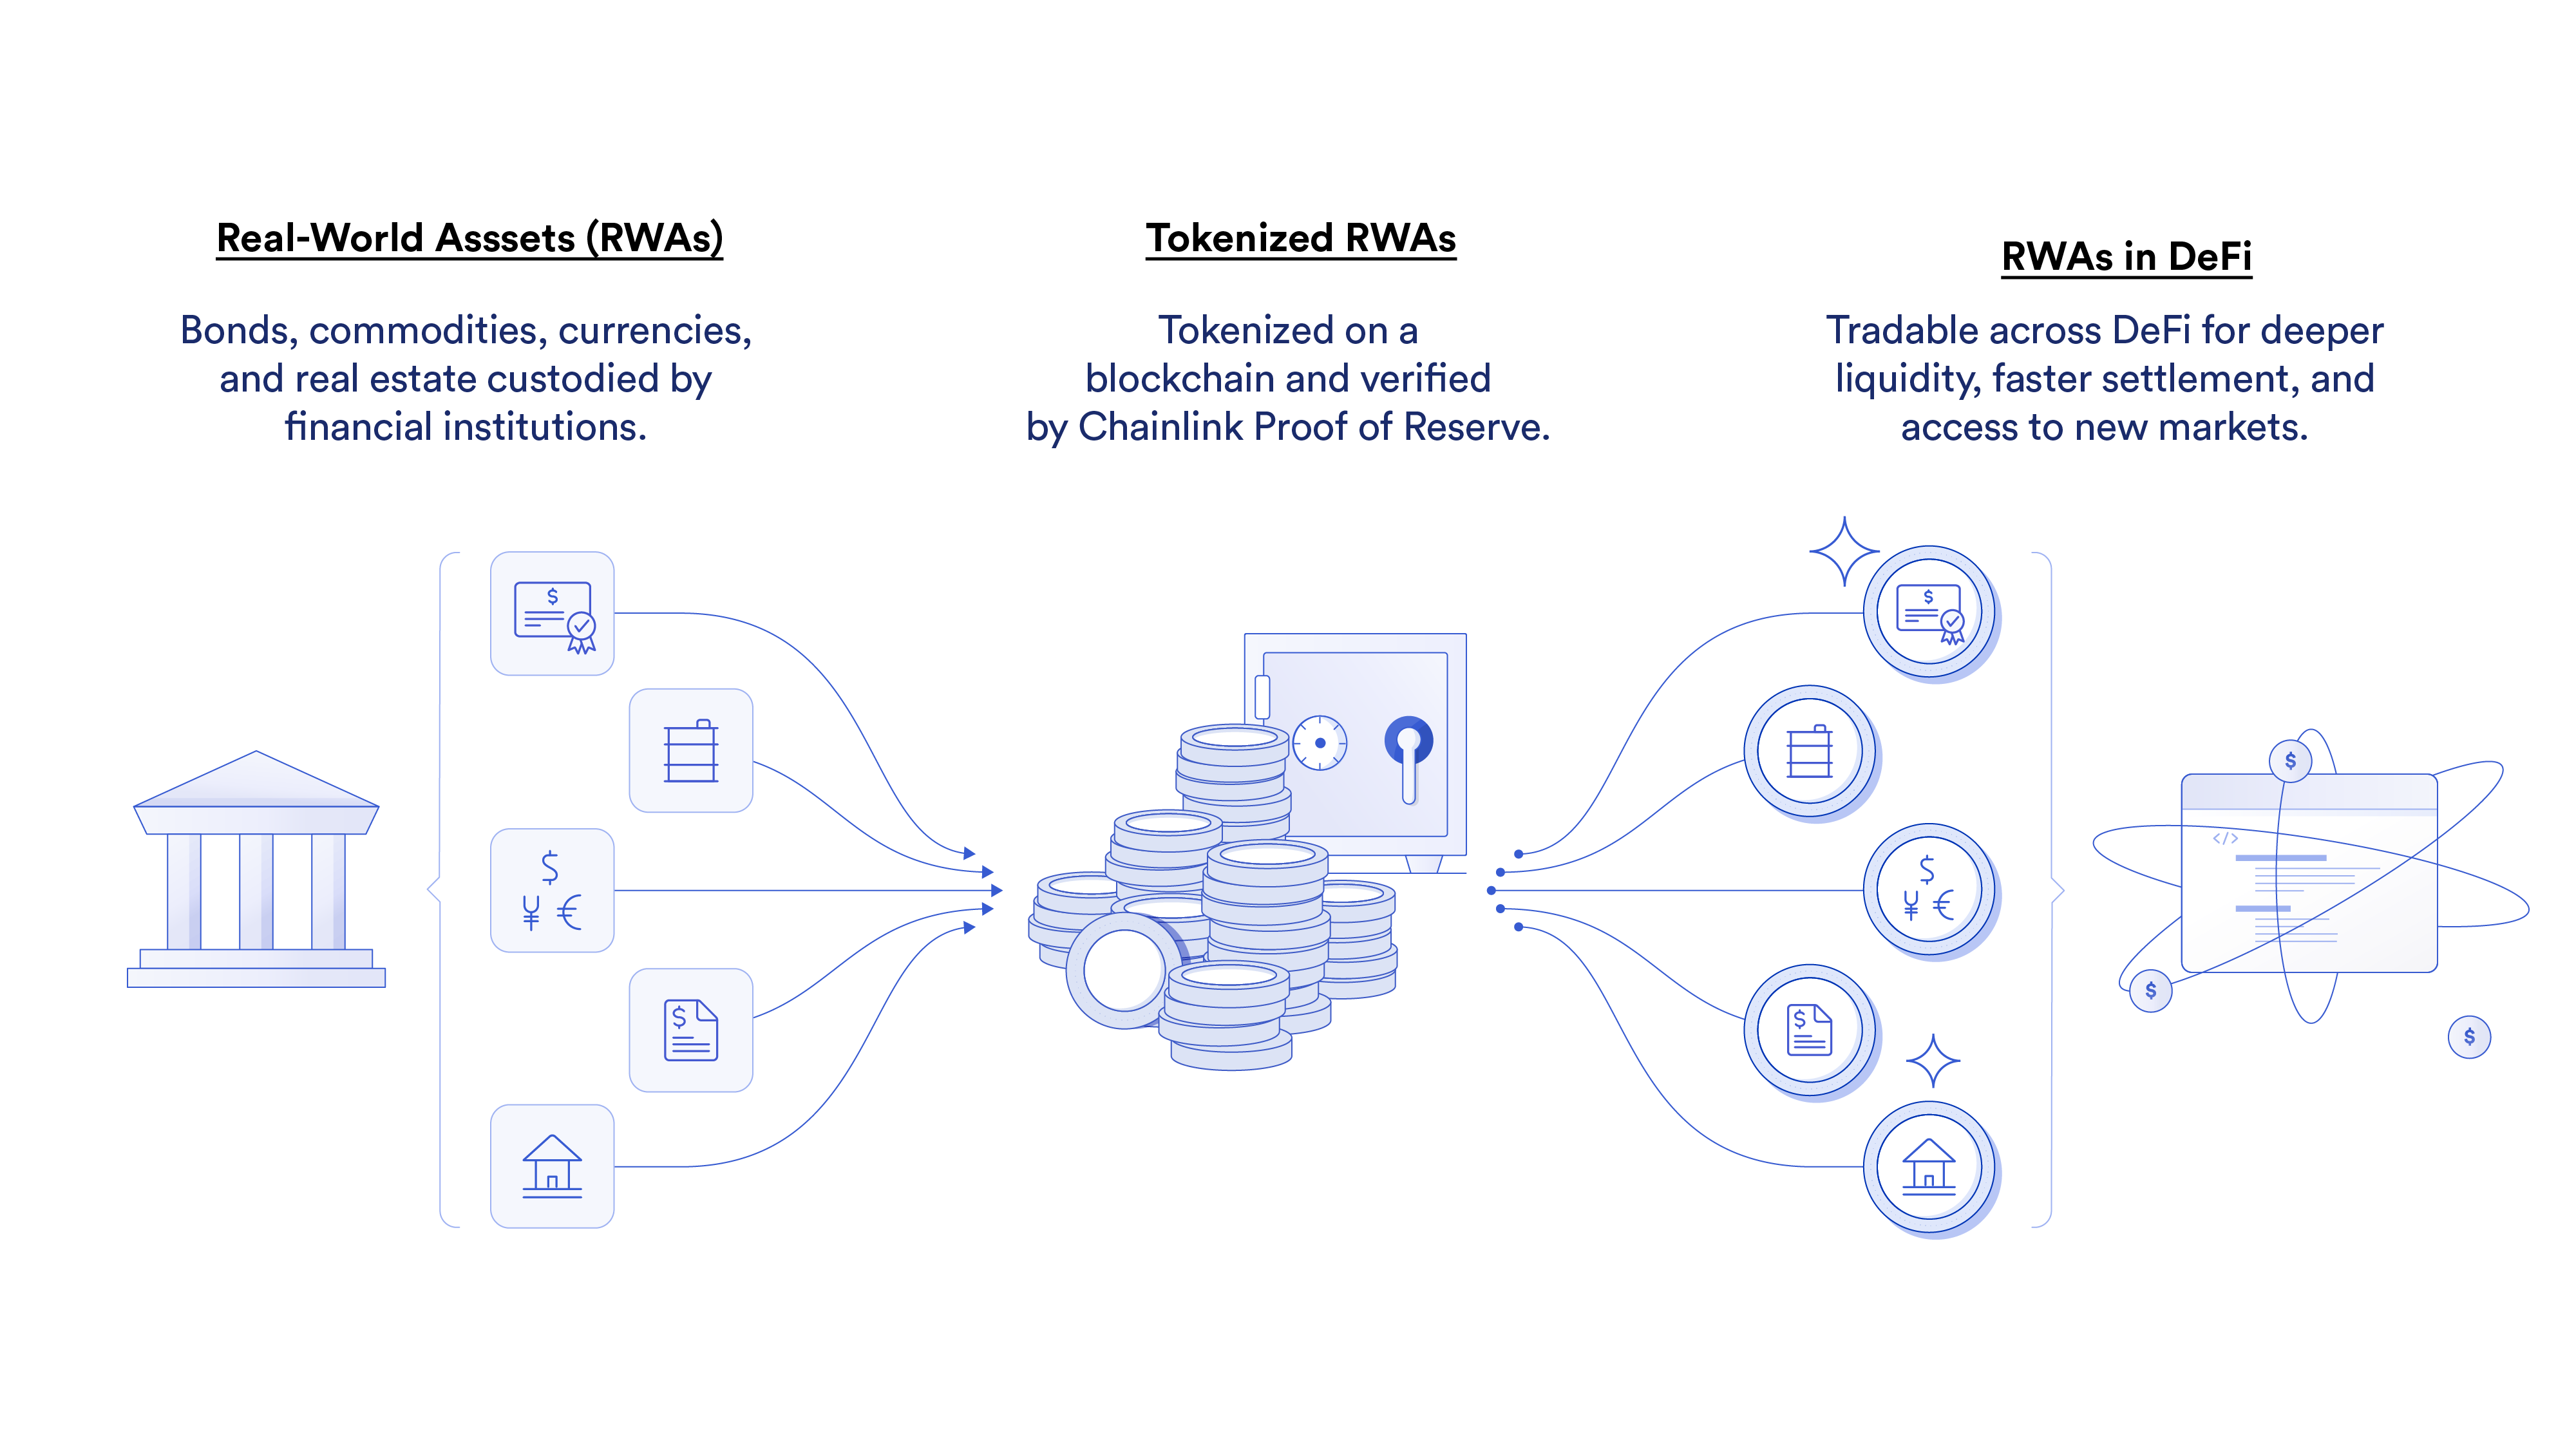 Real-World Asssets (RWAs)
Bonds, commodities, currencies,
and real estate custodied by
financial institutions.
Tokenized RWAs
Tokenized on a
blockchain and verified
by Chainlink Proof of Reserve.
RWAs in DeFi
Tradable across DeFi for deeper
liquidity, faster settlement, and
access to new markets.
$
$
¥ €
$
$
$
¥ €
$
$
</>
$
$